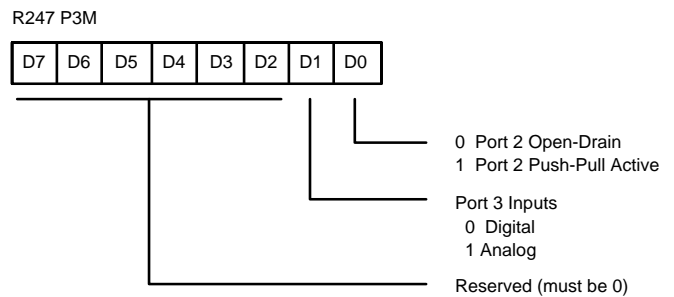 R247 P3M
D7 D6 D5 D4 D3 D2 D1 D0
0 Port 2 Open-Drain
1 Port 2 Push-Pull Active
Port 3 Inputs
0 Digital
1 Analog
Reserved (must be 0)